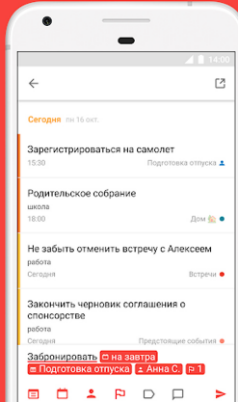 14:00
Сегодня пн 16 окт.
Зарегистрироваться на самолет
15:30 Подготовка отпуска
Родительское собрание
школа
18:00 Дом
Не забыть отменить встречу с Алексеем
работа
Сегодня Встречи
Закончить черновик соглашения о
спонсорстве
работа
Сегодня Предстоящие события
Забронировать на завтра
Подготовка отпуска Анна С. 1